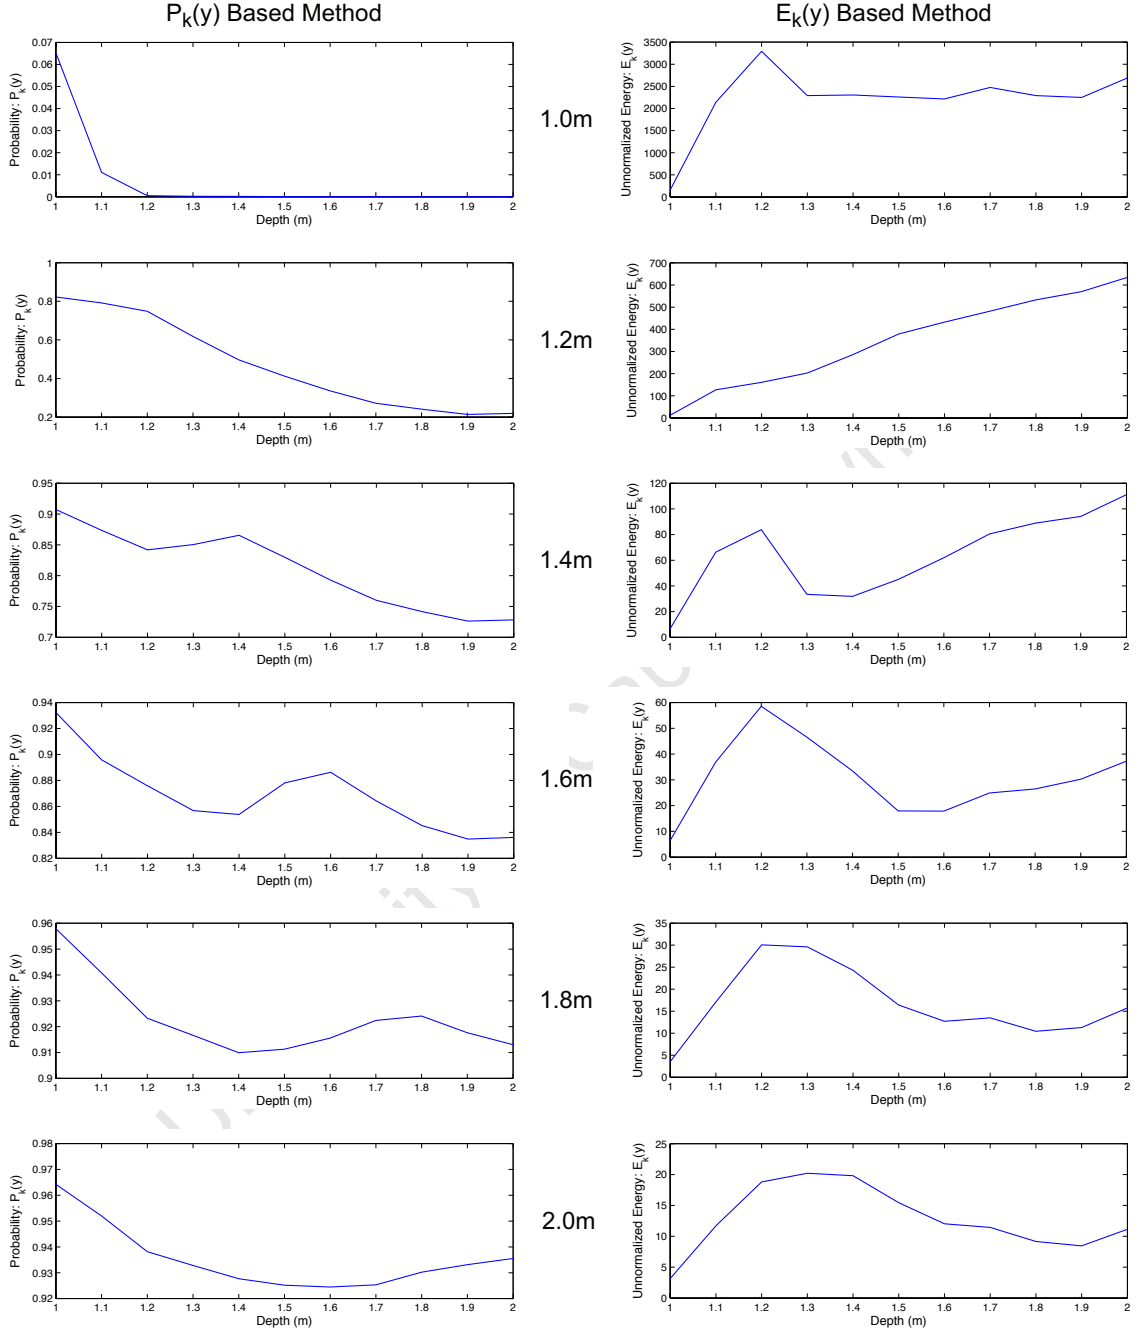 P_k(y) Based Method
E_k(y) Based Method
Probability: P_k(y)
0.07
0.06
0.05
0.04
0.03
0.02
0.01
0
1 1.1 1.2 1.3 1.4 1.5 1.6 1.7 1.8 1.9 2
Depth (m)
1.0m
Unnormalized Energy: E_k(y)
3500
3000
2500
2000
1500
1000
500
0
1 1.1 1.2 1.3 1.4 1.5 1.6 1.7 1.8 1.9 2
Depth (m)
Probability: P_k(y)
1
0.8
0.6
0.4
0.2
1 1.1 1.2 1.3 1.4 1.5 1.6 1.7 1.8 1.9 2
Depth (m)
1.2m
Unnormalized Energy: E_k(y)
700
600
500
400
300
200
100
0
1 1.1 1.2 1.3 1.4 1.5 1.6 1.7 1.8 1.9 2
Depth (m)
Probability: P_k(y)
0.95
0.9
0.85
0.8
0.75
0.7
1 1.1 1.2 1.3 1.4 1.5 1.6 1.7 1.8 1.9 2
Depth (m)
1.4m
Unnormalized Energy: E_k(y)
120
100
80
60
40
20
0
1 1.1 1.2 1.3 1.4 1.5 1.6 1.7 1.8 1.9 2
Depth (m)
Probability: P_k(y)
0.94
0.92
0.9
0.88
0.86
0.84
0.82
1 1.1 1.2 1.3 1.4 1.5 1.6 1.7 1.8 1.9 2
Depth (m)
1.6m
Unnormalized Energy: E_k(y)
60
50
40
30
20
10
0
1 1.1 1.2 1.3 1.4 1.5 1.6 1.7 1.8 1.9 2
Depth (m)
Probability: P_k(y)
0.96
0.95
0.94
0.93
0.92
0.91
0.9
1 1.1 1.2 1.3 1.4 1.5 1.6 1.7 1.8 1.9 2
Depth (m)
1.8m
Unnormalized Energy: E_k(y)
35
30
25
20
15
10
5
0
1 1.1 1.2 1.3 1.4 1.5 1.6 1.7 1.8 1.9 2
Depth (m)
Probability: P_k(y)
0.98
0.97
0.96
0.95
0.94
0.93
0.92
1 1.1 1.2 1.3 1.4 1.5 1.6 1.7 1.8 1.9 2
Depth (m)
2.0m
Unnormalized Energy: E_k(y)
25
20
15
10
5
0
1 1.1 1.2 1.3 1.4 1.5 1.6 1.7 1.8 1.9 2
Depth (m)